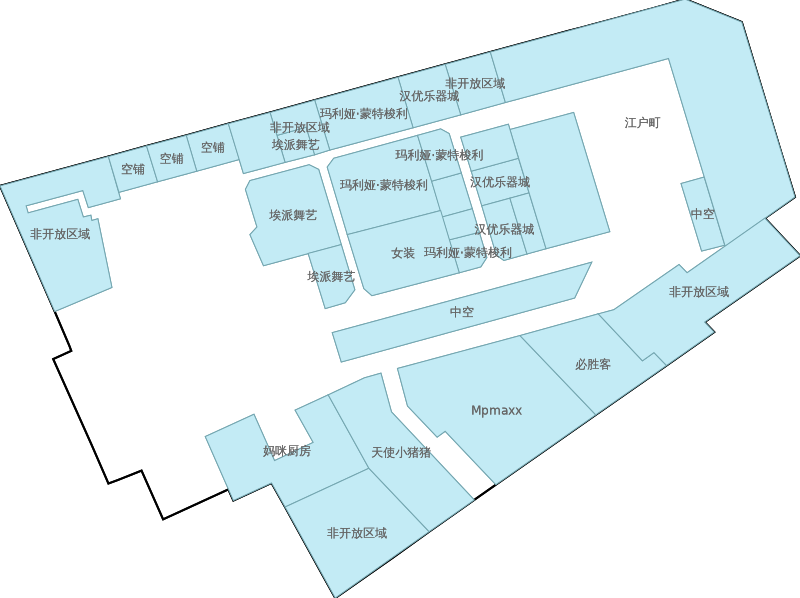 非开放区域
汉优乐器城
玛利娅·蒙特梭利
江户町
非开放区域
埃派舞艺
空铺
空铺
空铺
玛利娅·蒙特梭利
玛利娅·蒙特梭利
汉优乐器城
埃派舞艺
中空
非开放区域
汉优乐器城
女装
玛利娅·蒙特梭利
埃派舞艺
非开放区域
中空
必胜客
Mpmaxx
妈咪厨房
天使小猪猪
非开放区域